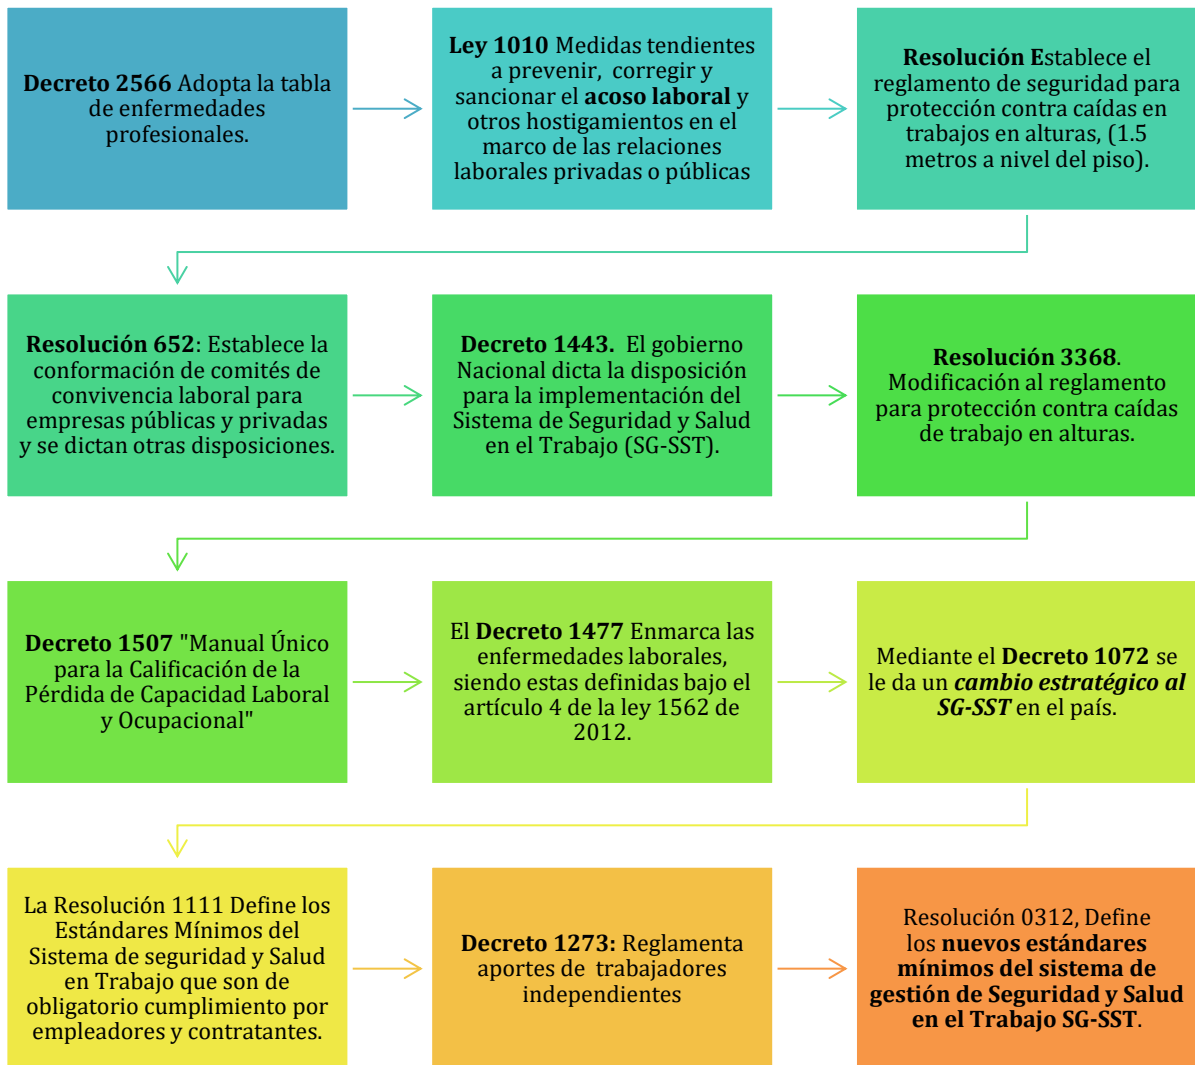 Decreto 2566 Adopta la tabla
de enfermedades
profesionales.
Ley 1010 Medidas tendientes
a prevenir, corregir y
sancionar el acoso laboral y
otros hostigamientos en el
marco de las relaciones
laborales privadas o públicas
Resolución Establece el
reglamento de seguridad para
protección contra caídas en
trabajos en alturas, (1.5
metros a nivel del piso).
Resolución 652: Establece la
conformación de comités de
convivencia laboral para
empresas públicas y privadas
y se dictan otras disposiciones.
Decreto 1443. El gobierno
Nacional dicta la disposición
para la implementación del
Sistema de Seguridad y Salud
en el Trabajo (SG-SST).
Resolución 3368.
Modificación al reglamento
para protección contra caídas
de trabajo en alturas.
Decreto 1507 "Manual Único
para la Calificación de la
Pérdida de Capacidad Laboral
y Ocupacional"
El Decreto 1477 Enmarca las
enfermedades laborales,
siendo estas definidas bajo el
artículo 4 de la ley 1562 de
2012.
Mediante el Decreto 1072 se
le da un cambio estratégico al
SG-SST en el país.
La Resolución 1111 Define los
Estándares Mínimos del
Sistema de seguridad y Salud
en Trabajo que son de
obligatorio cumplimiento por
empleadores y contratantes.
Decreto 1273: Reglamenta
aportes de trabajadores
independientes
Resolución 0312, Define
los nuevos estándares
mínimos del sistema de
gestión de Seguridad y Salud
en el Trabajo SG-SST.